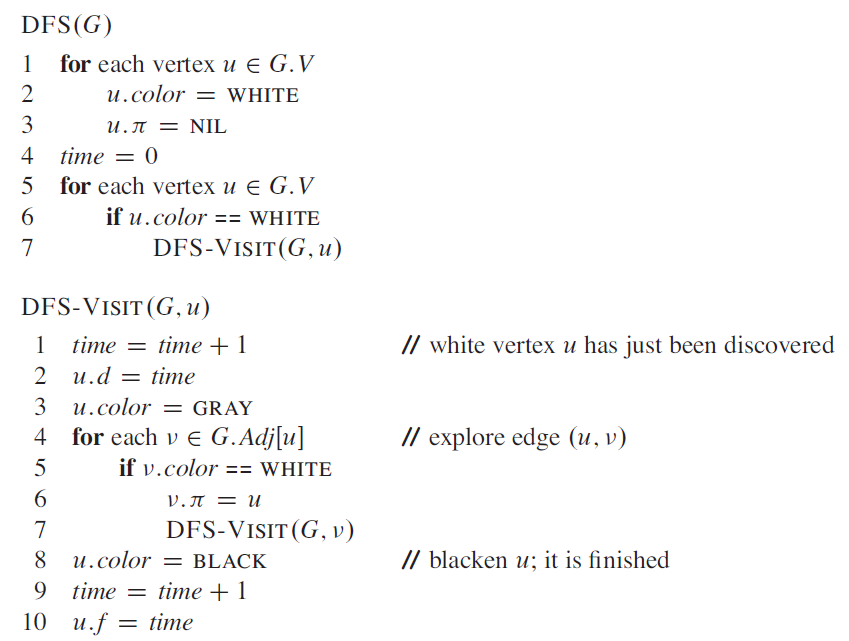 DFS(G)
1 for each vertex u ∈ G.V
2 u.color = WHITE
3 u.π = NIL
4 time = 0
5 for each vertex u ∈ G.V
6 if u.color == WHITE
7 DFS-VISIT(G, u)
DFS-VISIT(G, u)
1 time = time + 1 // white vertex u has just been discovered
2 u.d = time
3 u.color = GRAY
4 for each v ∈ G.Adj[u] // explore edge (u, v)
5 if v.color == WHITE
6 v.π = u
7 DFS-VISIT(G, v)
8 u.color = BLACK // blacken u; it is finished
9 time = time + 1
10 u.f = time